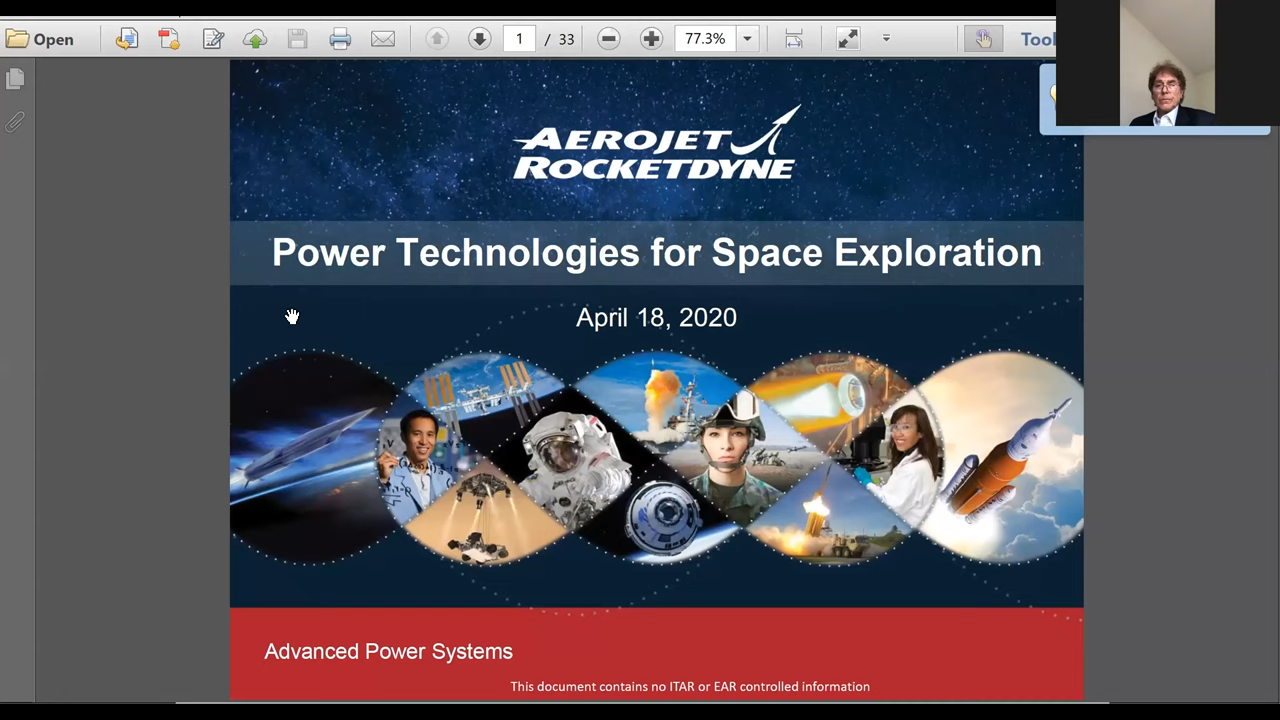 Open
1 / 33
77.3%
Tool
AEROJET
ROCKETDYNE
Power Technologies for Space Exploration
April 18, 2020
Advanced Power Systems
This document contains no ITAR or EAR controlled information